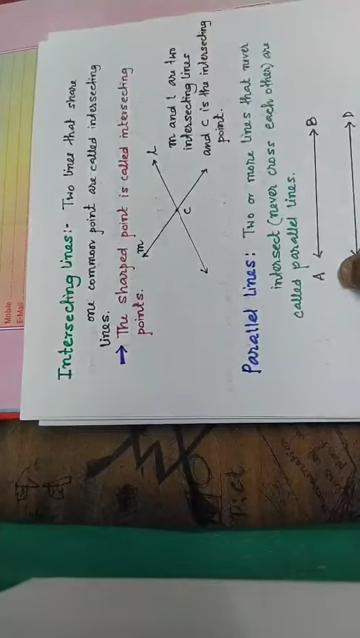 Mobile
E-Mail
Intersecting Lines:- Two lines that share
one common point are called intersecting
lines.
→ The sharped point is called intersecting
points.
m
l
C
m and l are two
intersecting lines
and c is the intersecting
point.
Parallel Lines: Two or more lines that never
intersect (never cross each other) are
called parallel lines.
A
B
D